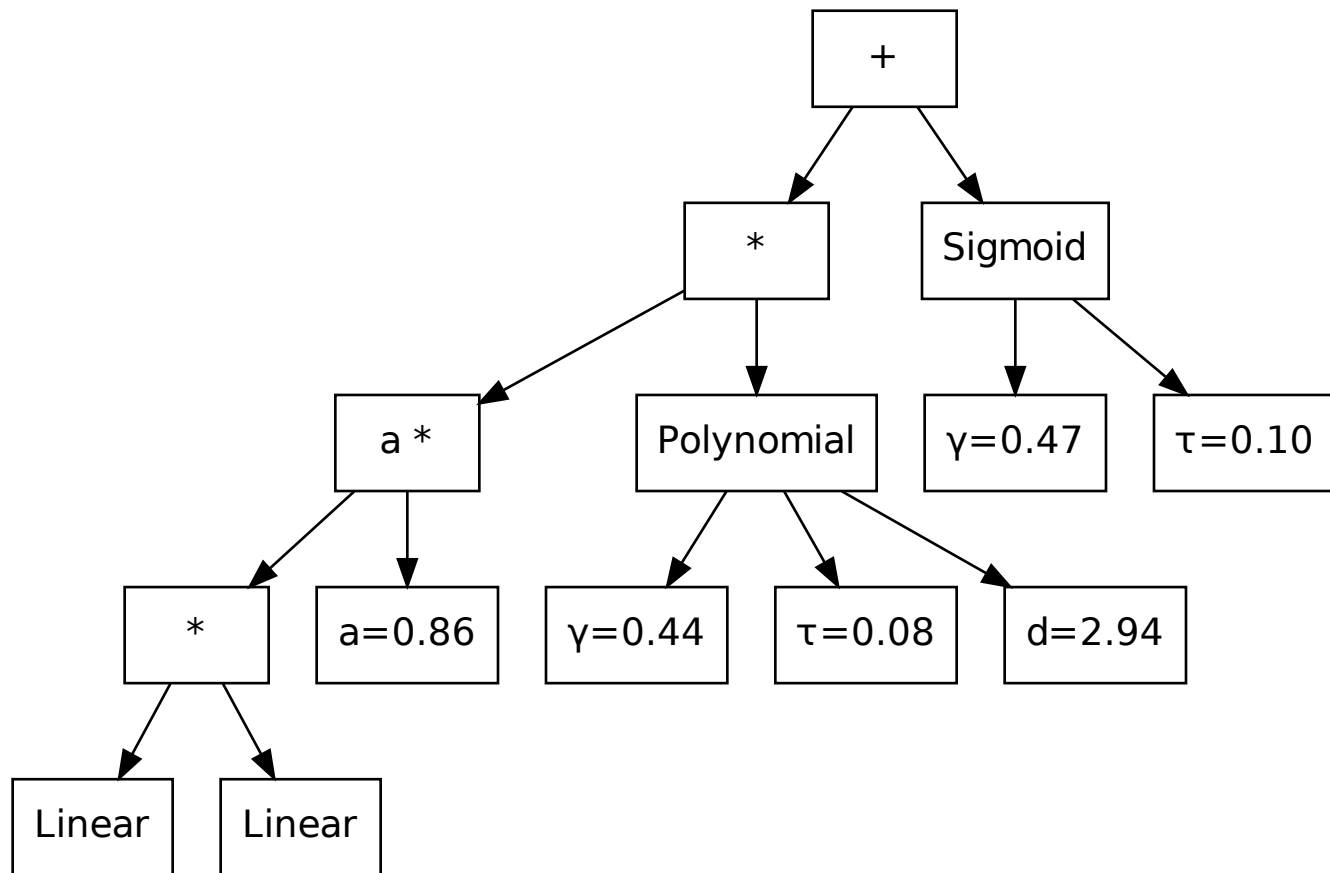 +
*
Sigmoid
a *
Polynomial
γ=0.47
τ=0.10
*
a=0.86
γ=0.44
τ=0.08
d=2.94
Linear
Linear